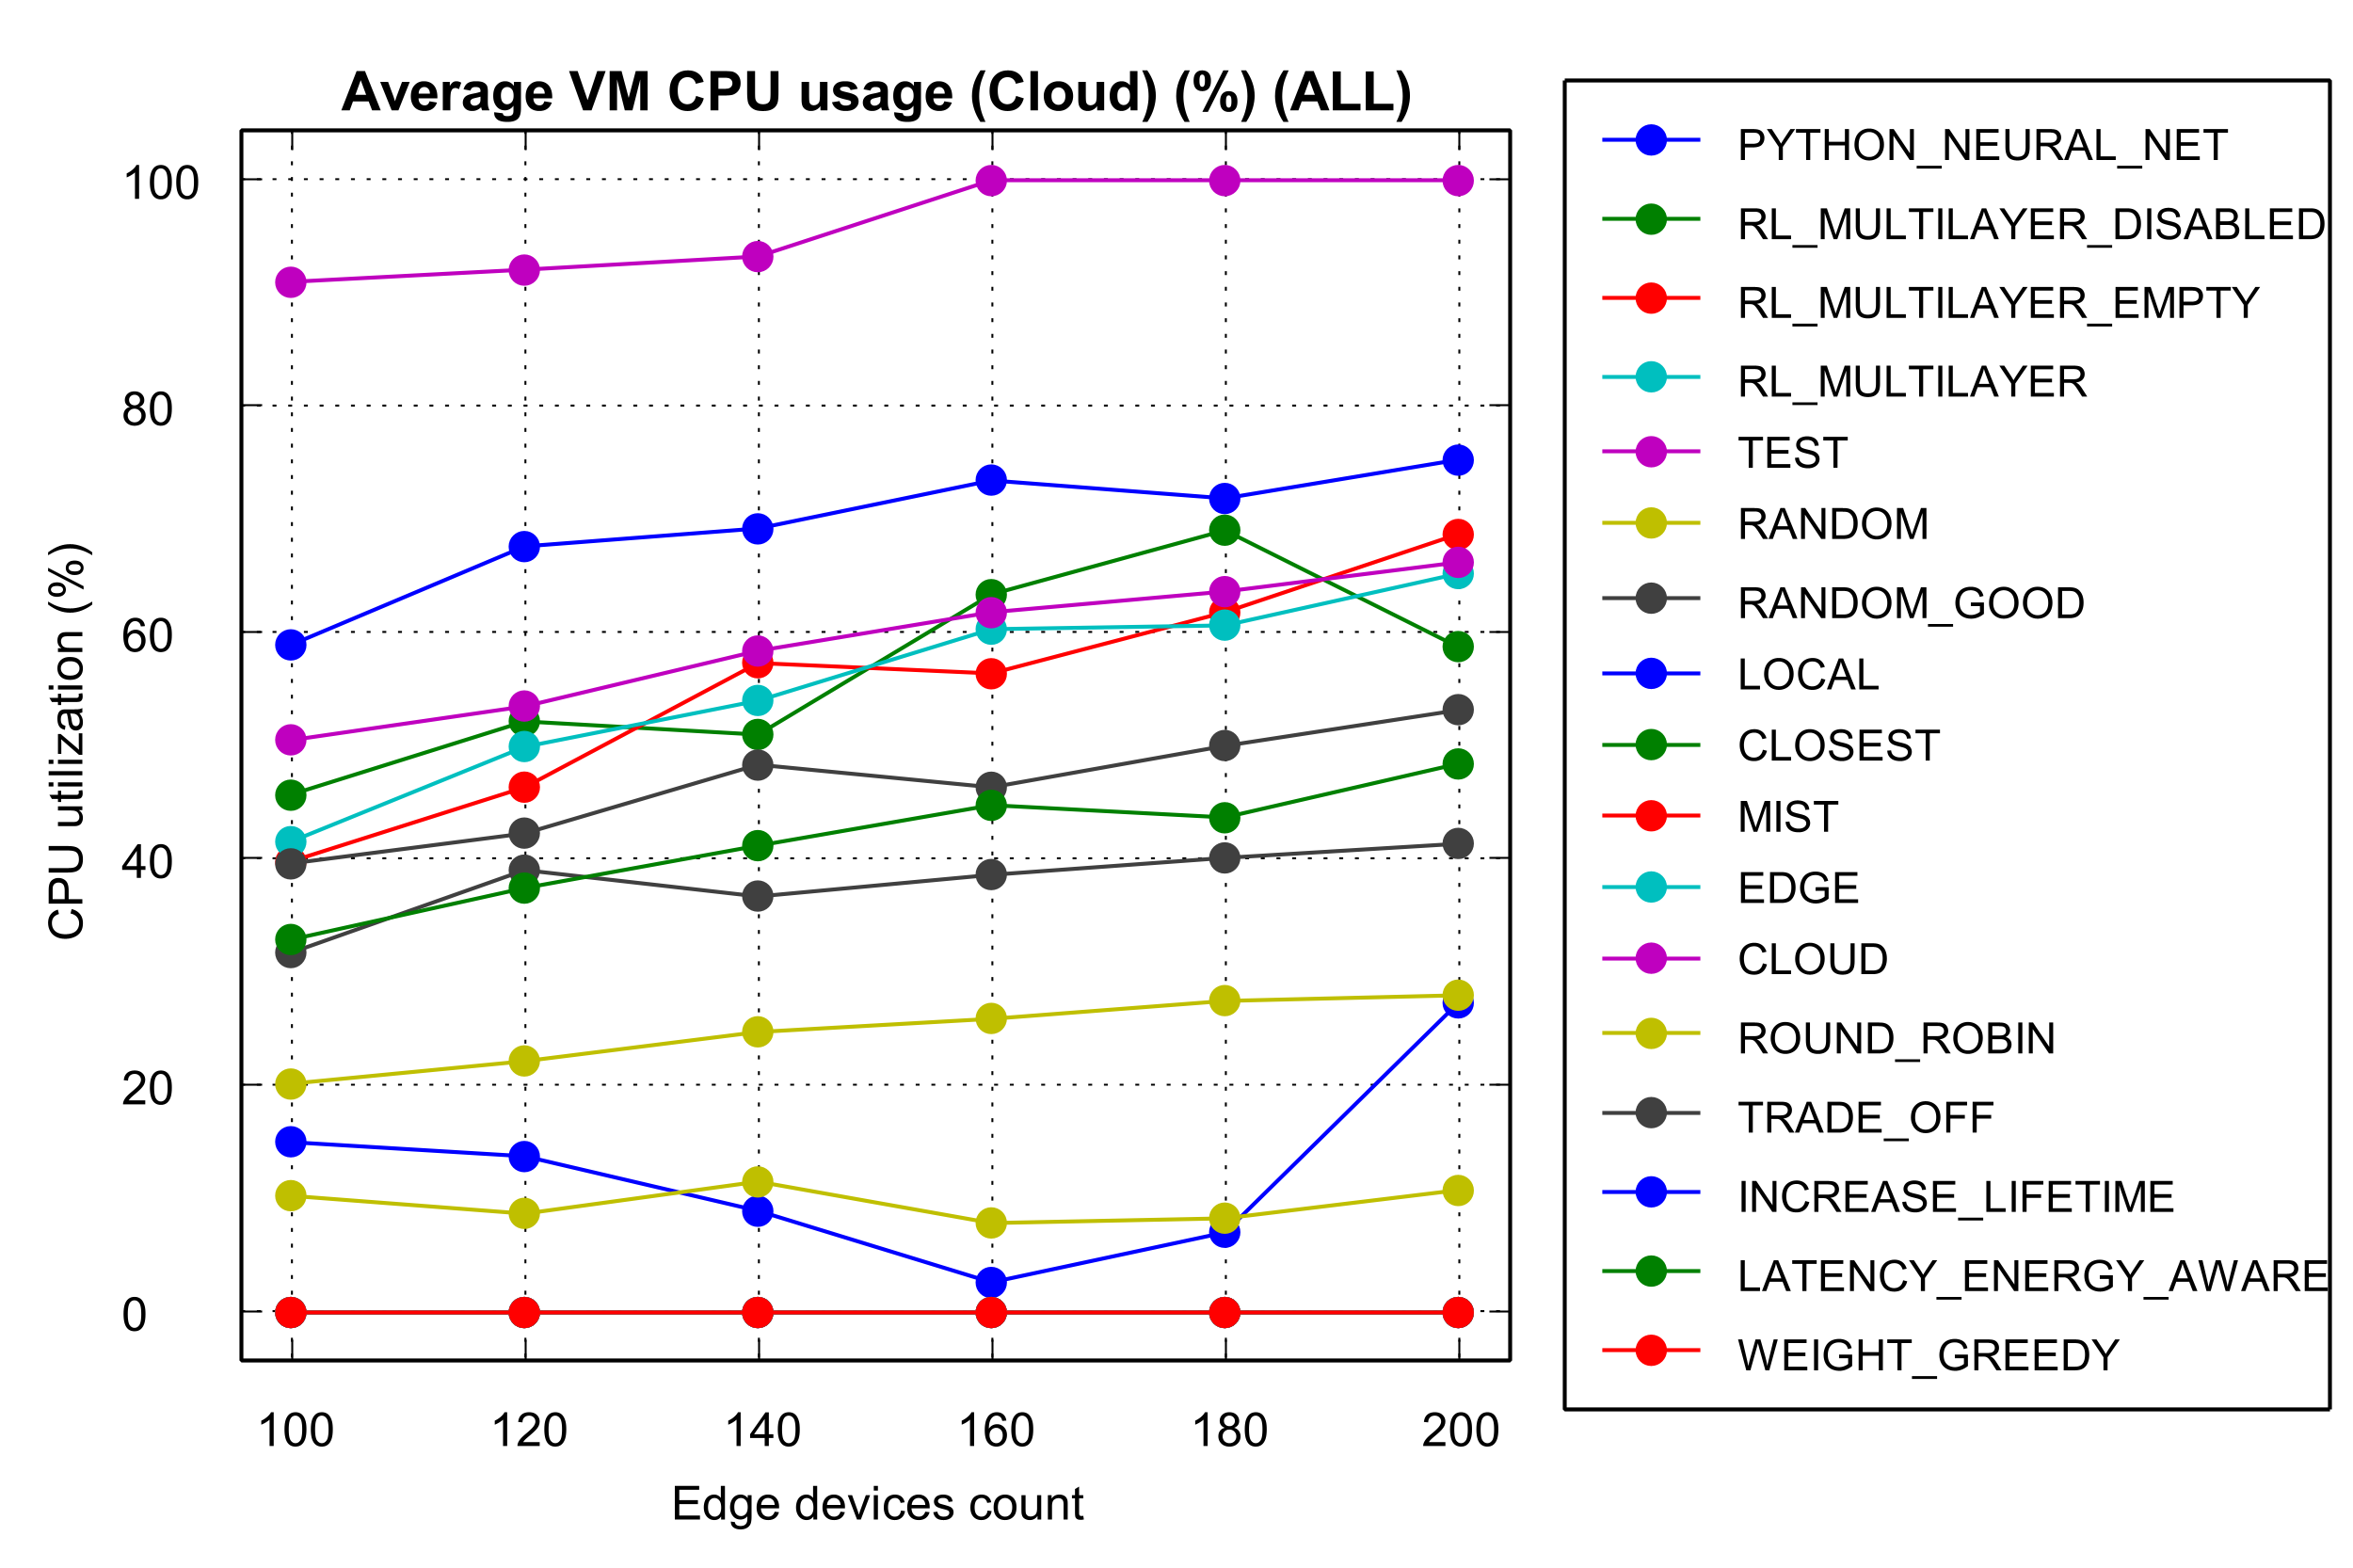 Average VM CPU usage (Cloud) (%) (ALL)
CPU utilization (%)
100
80
60
40
20
0
100 120 140 160 180 200
Edge devices count
PYTHON_NEURAL_NET
RL_MULTILAYER_DISABLED
RL_MULTILAYER_EMPTY
RL_MULTILAYER
TEST
RANDOM
RANDOM_GOOD
LOCAL
CLOSEST
MIST
EDGE
CLOUD
ROUND_ROBIN
TRADE_OFF
INCREASE_LIFETIME
LATENCY_ENERGY_AWARE
WEIGHT_GREEDY